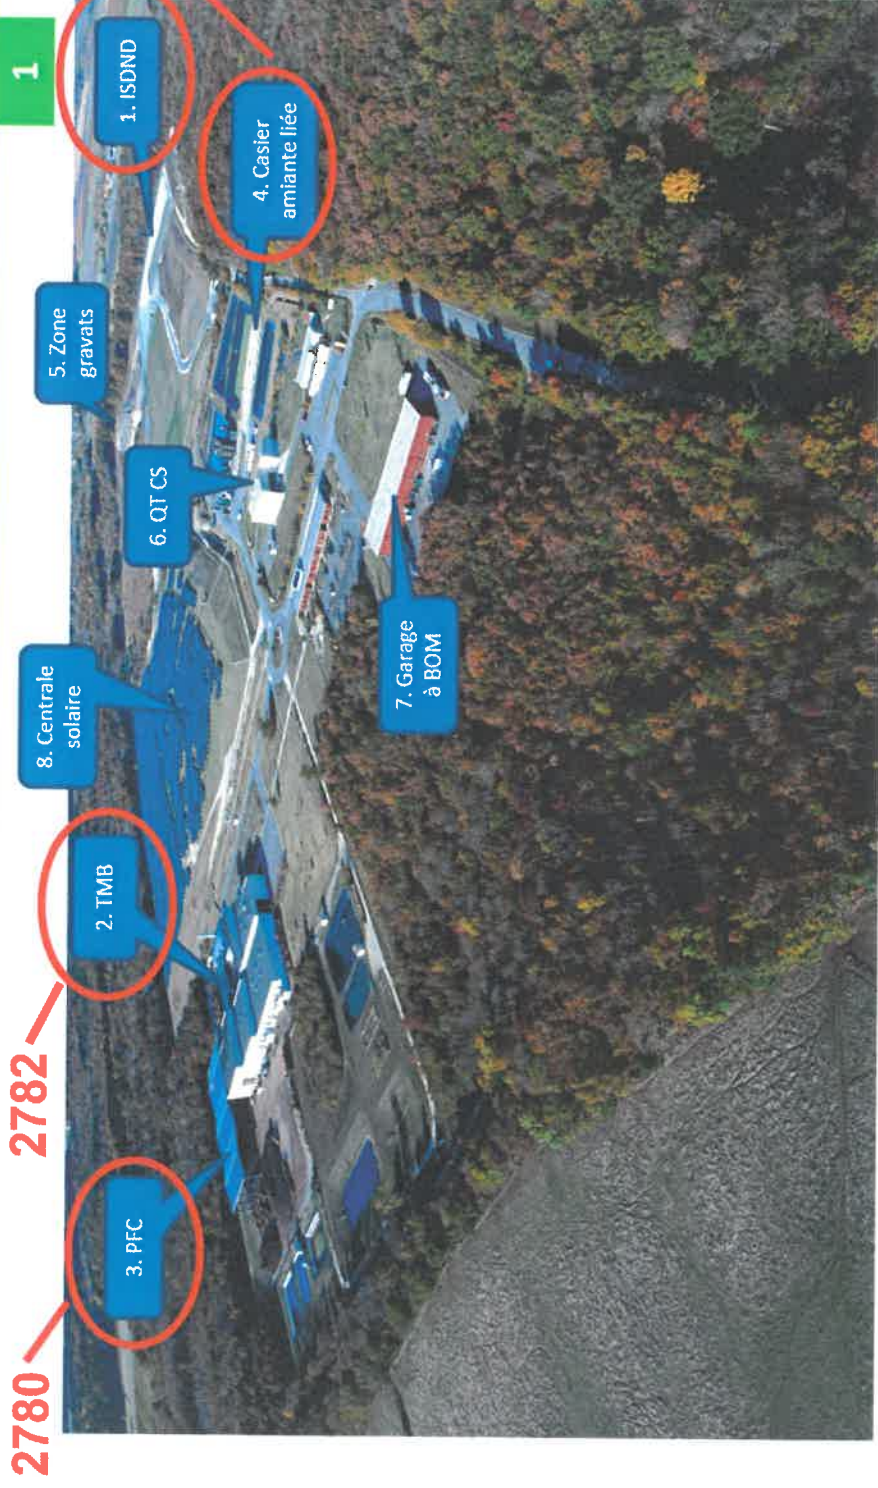 2780
2782
1
3. PFC
2. TMB
8. Centrale
solaire
5. Zone
gravats
1. ISDND
6. QT CS
4. Casier
amiante liée
7. Garage
à BOM